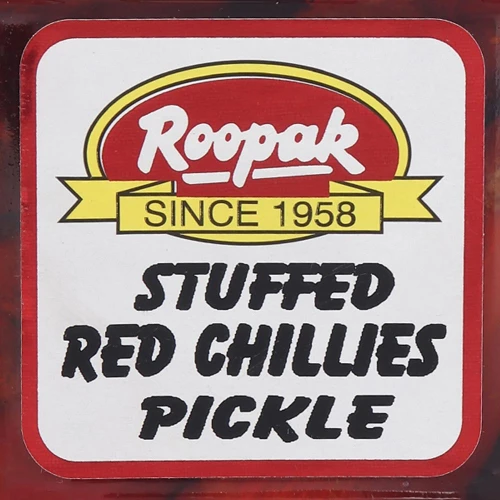 Roopak
SINCE 1958
STUFFED
RED CHILLIES
PICKLE